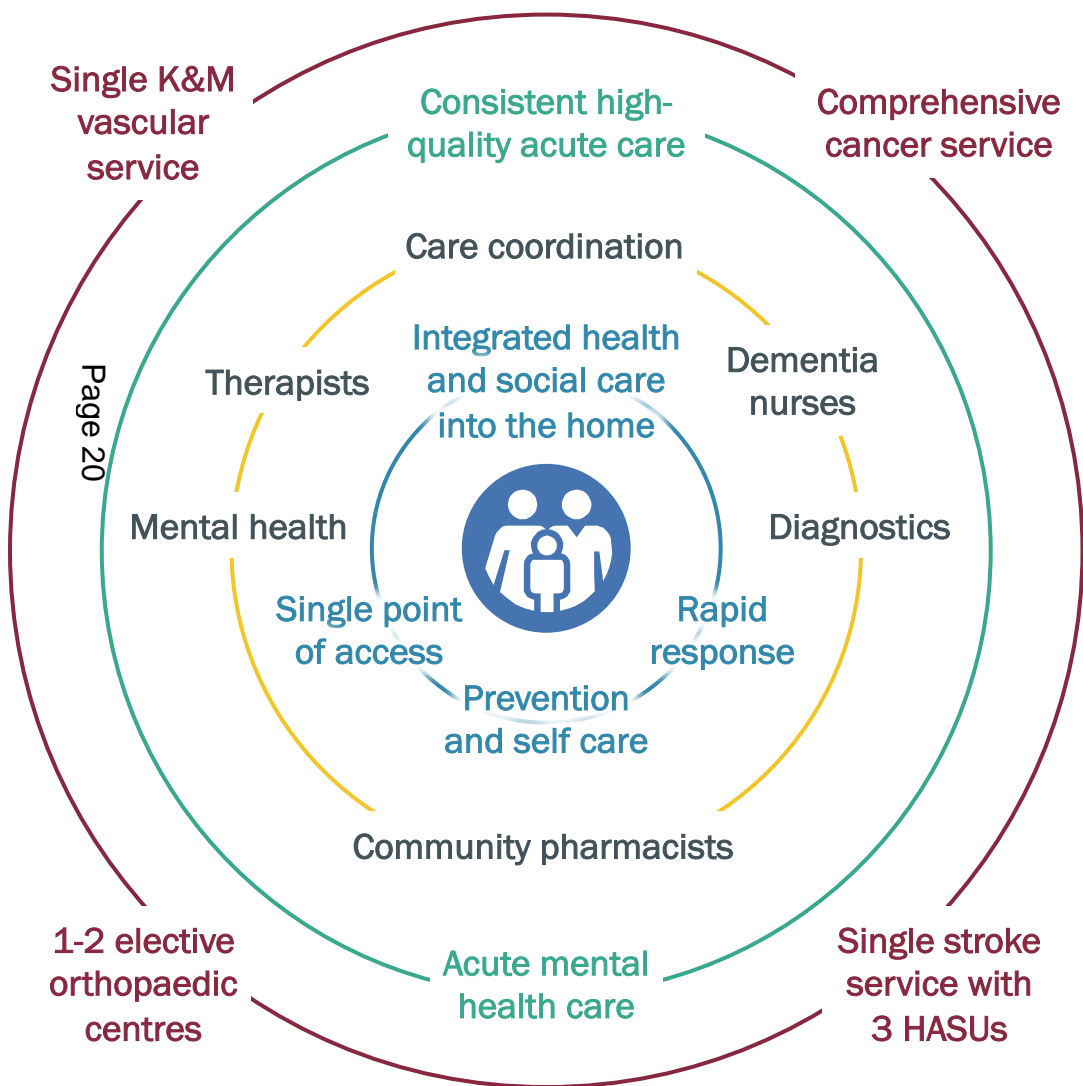 Single K&M
vascular
service
Consistent high-
quality acute care
Comprehensive
cancer service
Care coordination
Integrated health
and social care
into the home
Therapists
Dementia
nurses
Page 20
Mental health
Diagnostics
Single point
of access
Rapid
response
Prevention
and self care
Community pharmacists
1-2 elective
orthopaedic
centres
Acute mental
health care
Single stroke
service with
3 HASUs